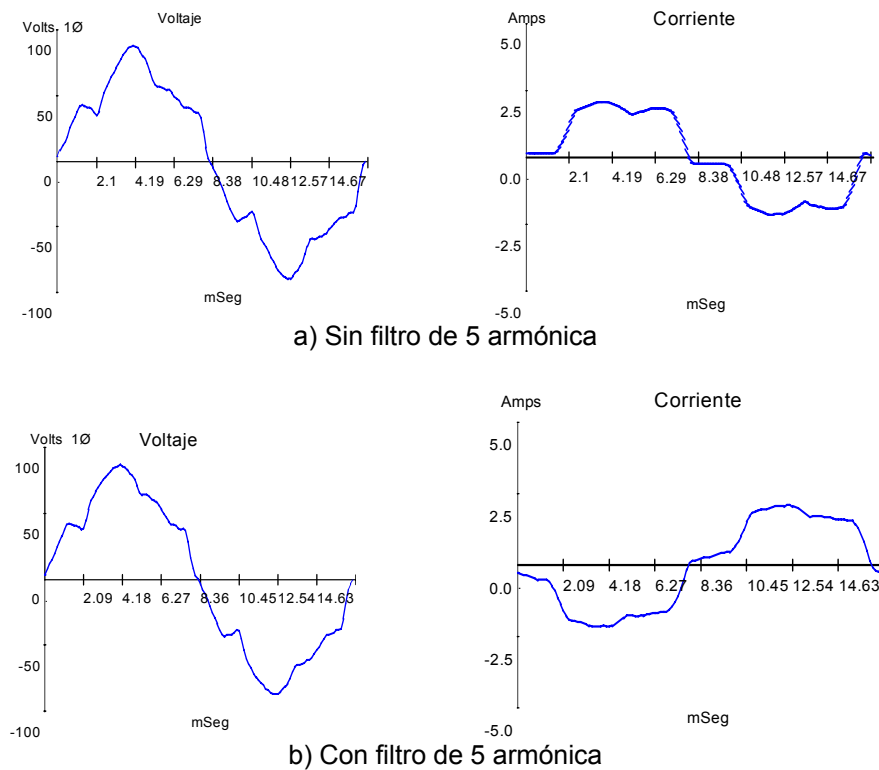 Voltaje
Volts 1Ø
100
50
0
-50
-100
2.1 4.19 6.29 8.38 10.48 12.57 14.67
mSeg
Corriente
Amps
5.0
2.5
0.0
-2.5
-5.0
2.1 4.19 6.29 8.38 10.48 12.57 14.67
mSeg
a) Sin filtro de 5 armónica
Voltaje
Volts 1Ø
100
50
0
-50
-100
2.09 4.18 6.27 8.36 10.45 12.54 14.63
mSeg
Corriente
Amps
5.0
2.5
0.0
-2.5
-5.0
2.09 4.18 6.27 8.36 10.45 12.54 14.63
mSeg
b) Con filtro de 5 armónica